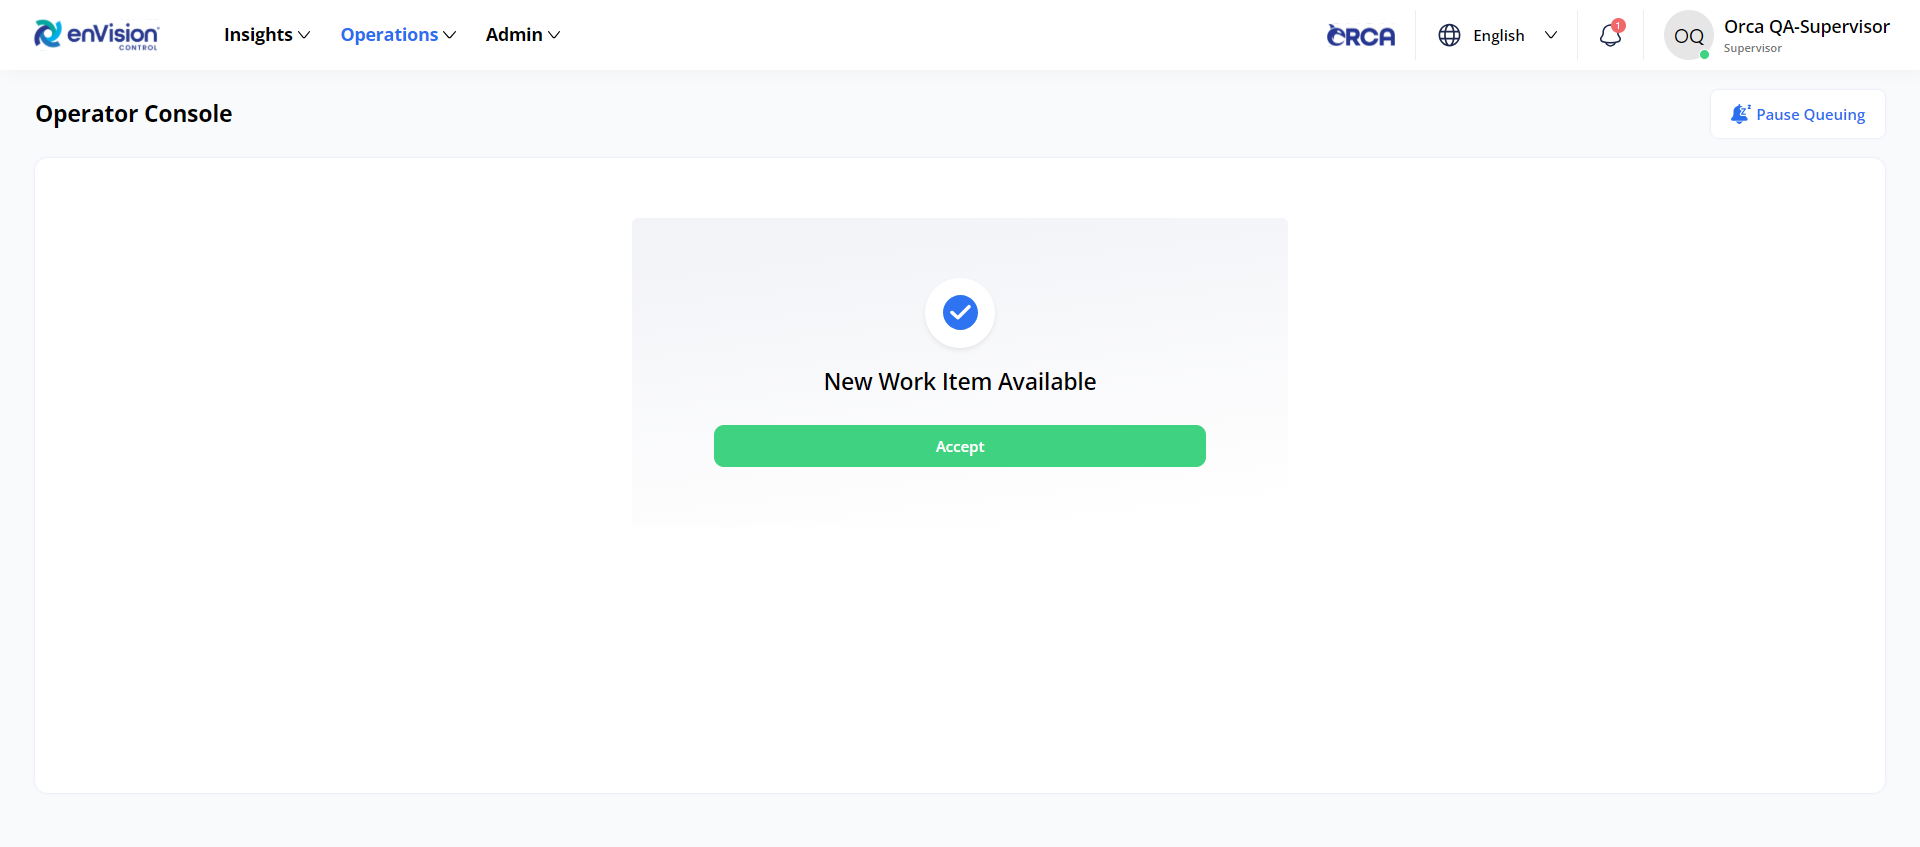 enVision
CONTROL
Insights
Operations
Admin
ORCA
English
1
OQ
Orca QA-Supervisor
Supervisor
Operator Console
Pause Queuing
New Work Item Available
Accept